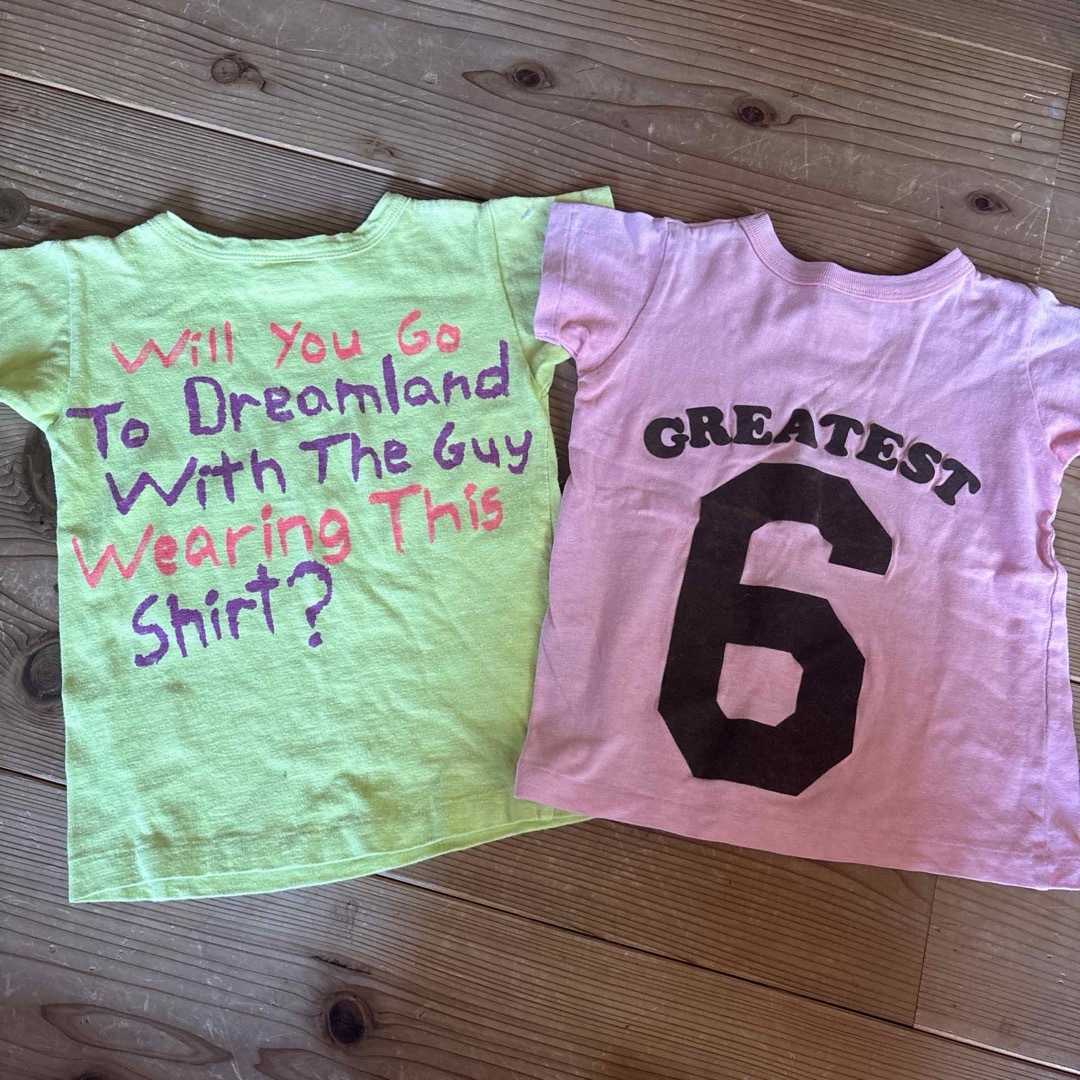 Will You Go
To Dreamland
With The Guy
Wearing This
Shirt?
GREATEST
6